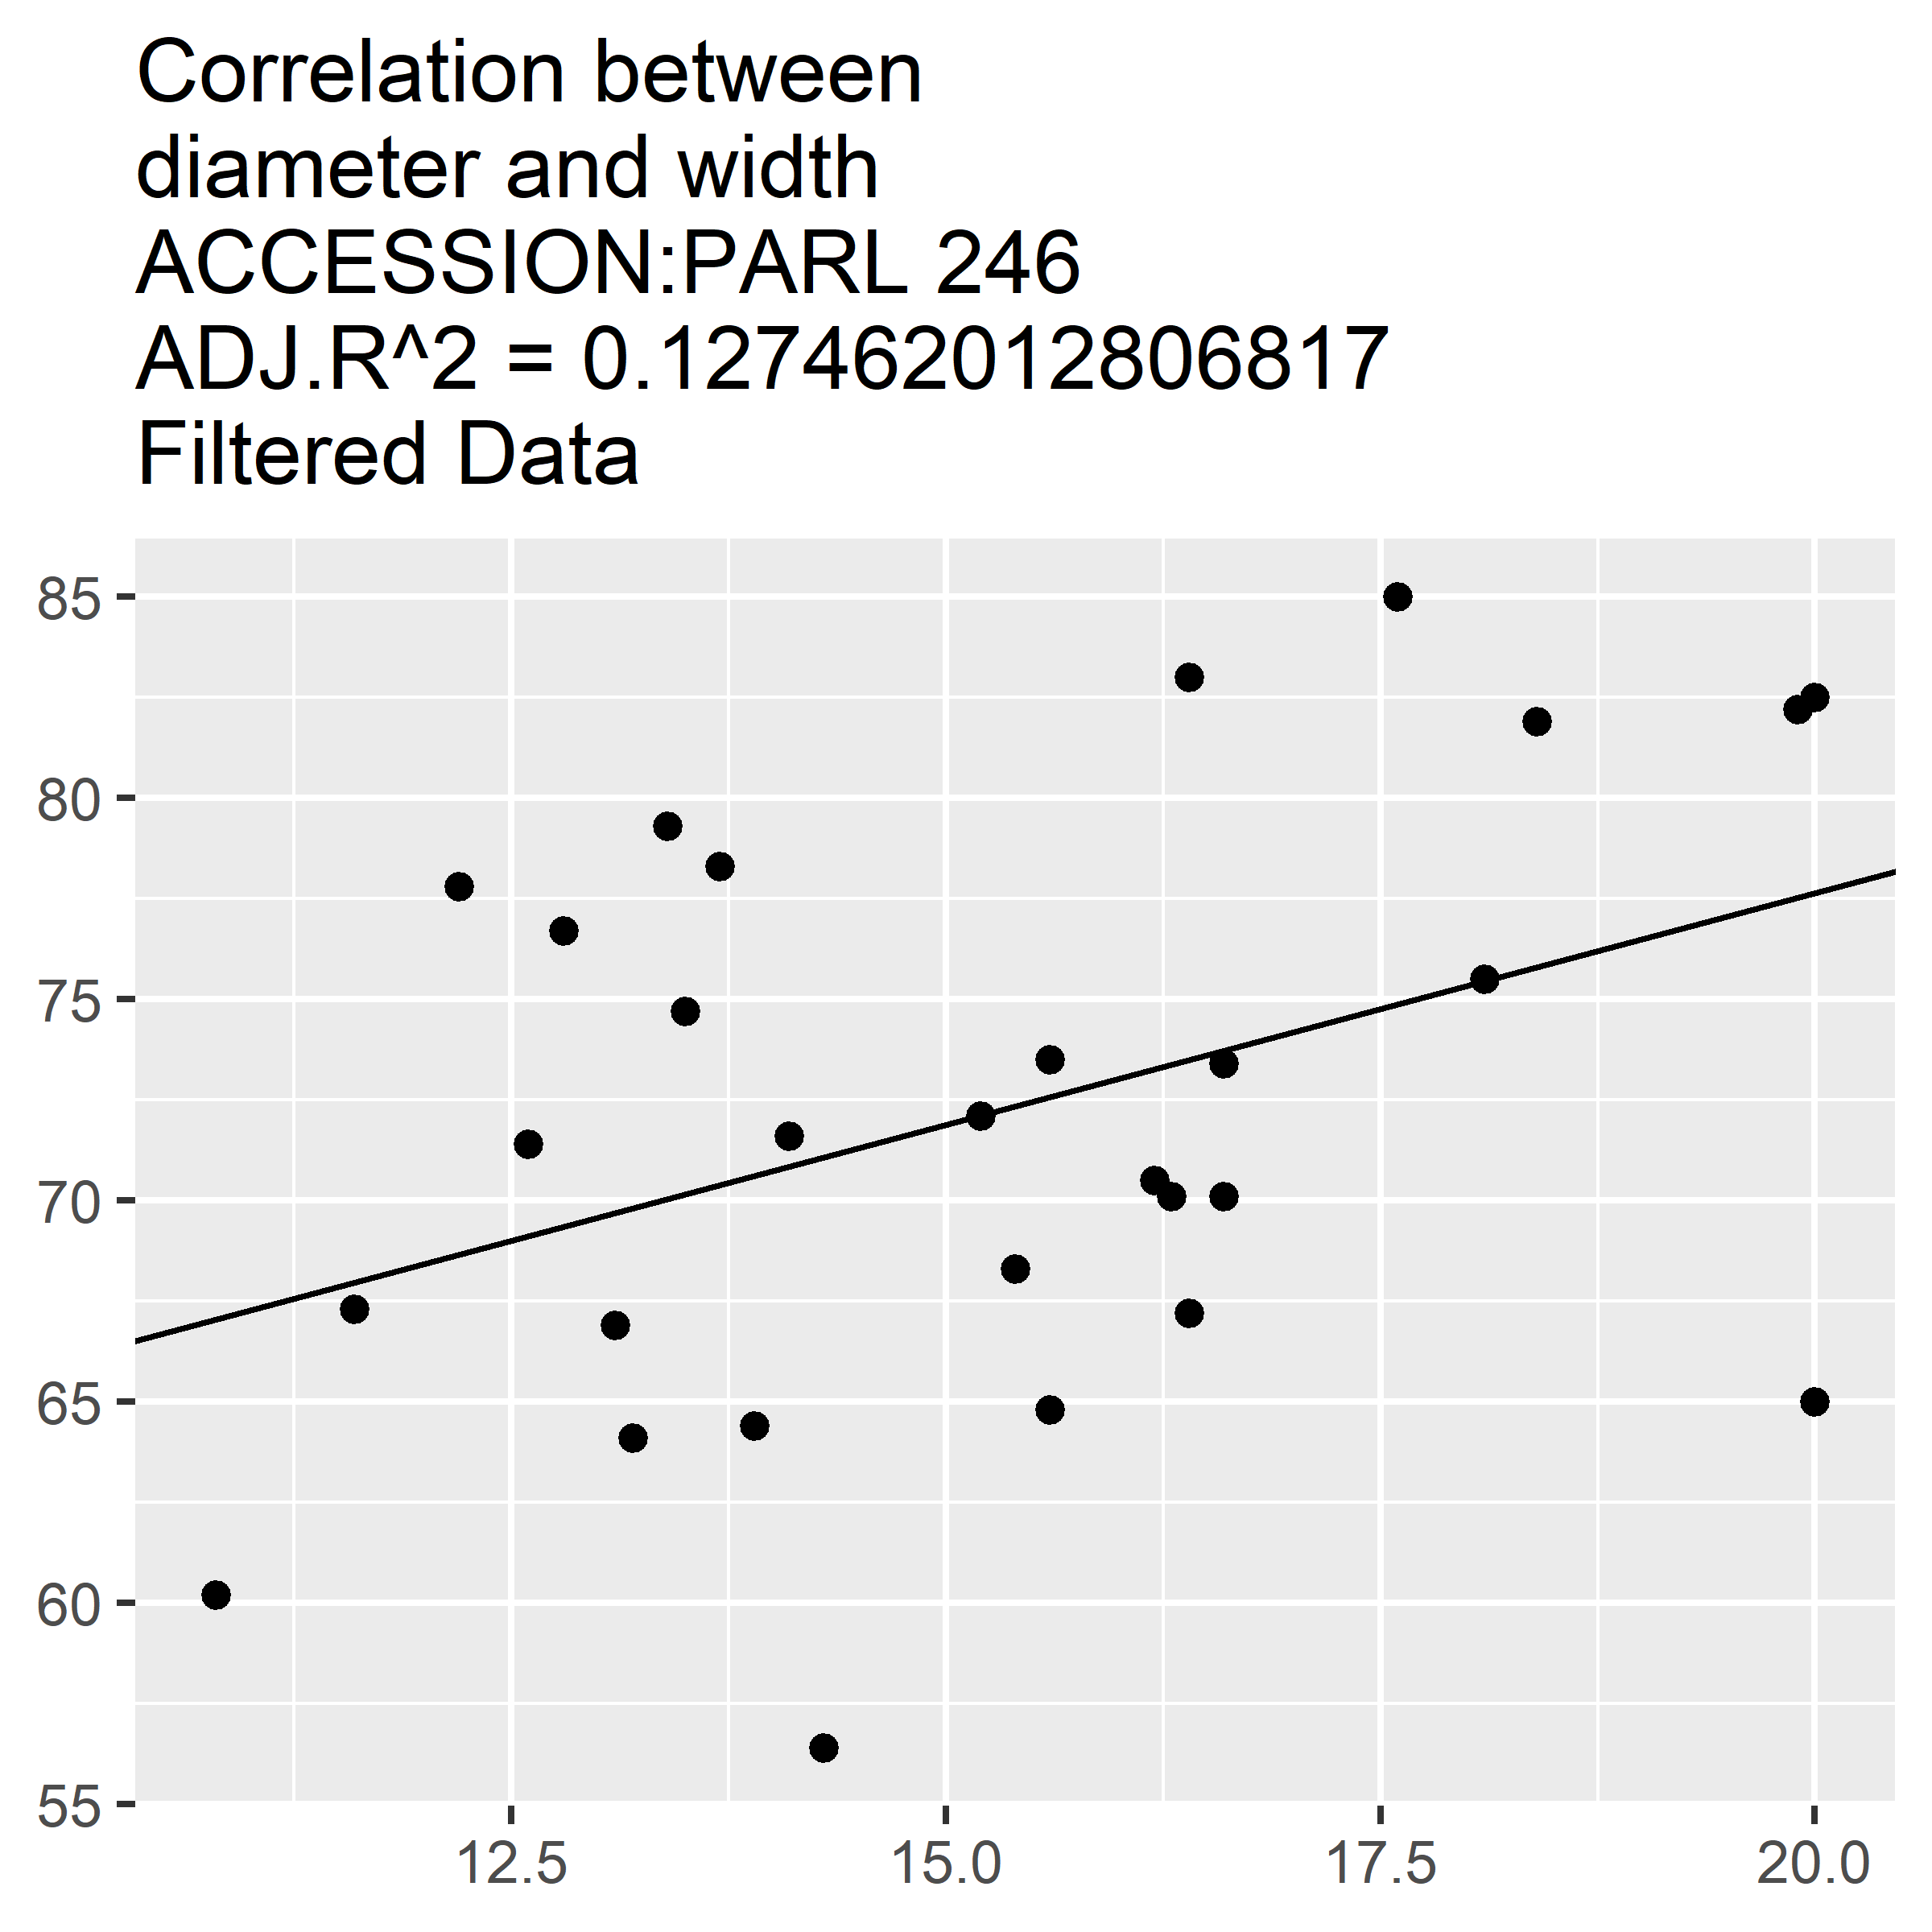 Correlation between
diameter and width
ACCESSION:PARL 246
ADJ.R^2 = 0.127462012806817
Filtered Data
85
80
75
70
65
60
55
12.5 15.0 17.5 20.0